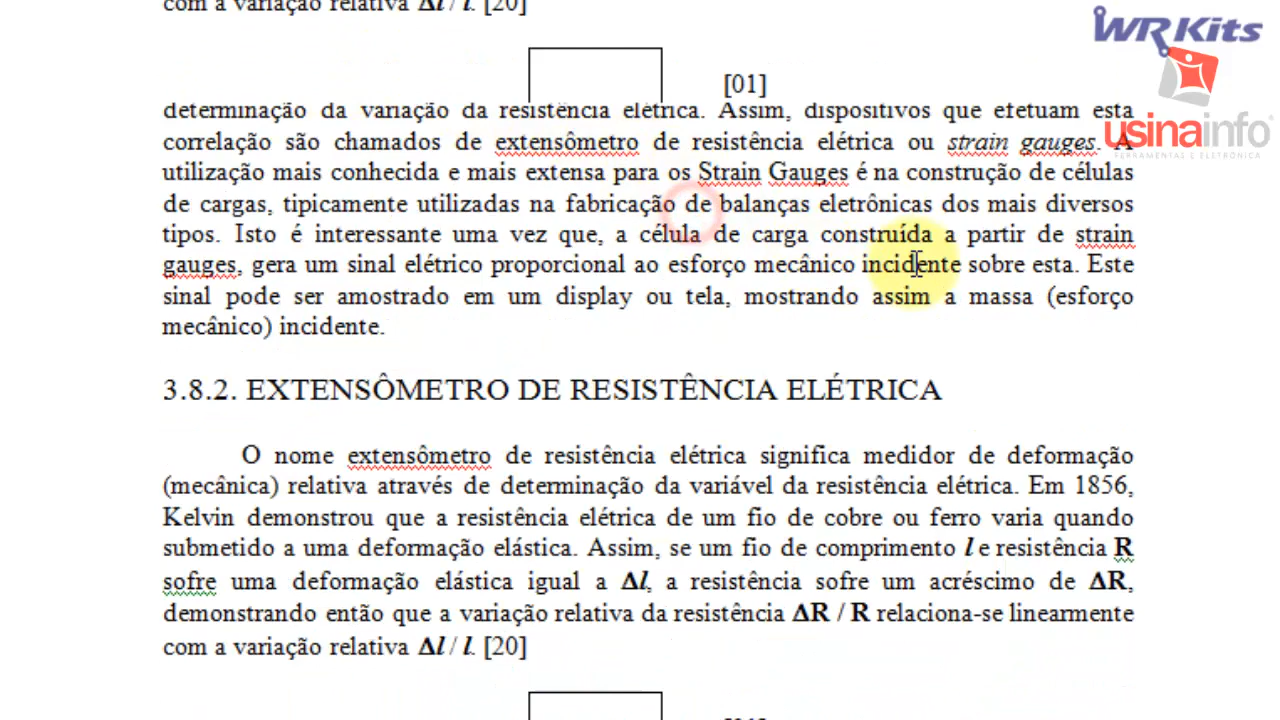 com a variação relativa Δl / l. [20]
WR Kits
[01]
usinainfo
FERRAMENTAS E ELETRÔNICA
determinação da variação da resistência elétrica. Assim, dispositivos que efetuam esta
correlação são chamados de extensômetro de resistência elétrica ou strain gauges. A
utilização mais conhecida e mais extensa para os Strain Gauges é na construção de células
de cargas, tipicamente utilizadas na fabricação de balanças eletrônicas dos mais diversos
tipos. Isto é interessante uma vez que, a célula de carga construída a partir de strain
gauges, gera um sinal elétrico proporcional ao esforço mecânico incidente sobre esta. Este
sinal pode ser amostrado em um display ou tela, mostrando assim a massa (esforço
mecânico) incidente.
3.8.2. EXTENSÔMETRO DE RESISTÊNCIA ELÉTRICA
O nome extensômetro de resistência elétrica significa medidor de deformação
(mecânica) relativa através de determinação da variável da resistência elétrica. Em 1856,
Kelvin demonstrou que a resistência elétrica de um fio de cobre ou ferro varia quando
submetido a uma deformação elástica. Assim, se um fio de comprimento l e resistência R
sofre uma deformação elástica igual a Δl, a resistência sofre um acréscimo de ΔR,
demonstrando então que a variação relativa da resistência ΔR / R relaciona-se linearmente
com a variação relativa Δl / l. [20]